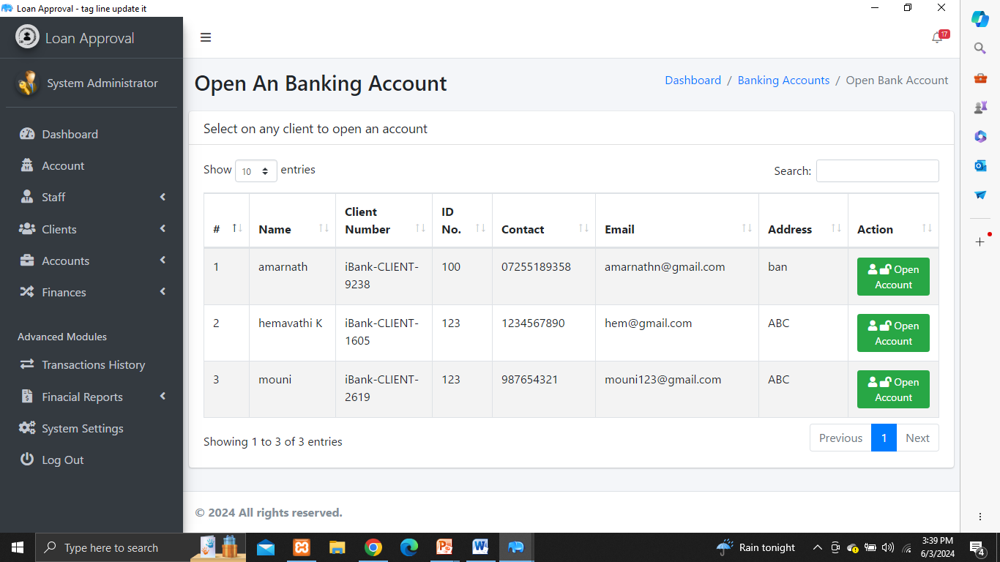 Loan Approval - tag line update it
Loan Approval
17
System Administrator
Open An Banking Account
Dashboard / Banking Accounts / Open Bank Account
Dashboard
Account
Staff
Clients
Accounts
Finances
Advanced Modules
Transactions History
Finacial Reports
System Settings
Log Out
Select on any client to open an account
Show 10 entries
Search:
# Name Client Number ID No. Contact Email Address Action
1 amarnath iBank-CLIENT-9238 100 07255189358 amarnathn@gmail.com ban Open Account
2 hemavathi K iBank-CLIENT-1605 123 1234567890 hem@gmail.com ABC Open Account
3 mouni iBank-CLIENT-2619 123 987654321 mouni123@gmail.com ABC Open Account
Showing 1 to 3 of 3 entries
Previous 1 Next
© 2024 All rights reserved.
Type here to search
Rain tonight
3:39 PM
6/3/2024
4